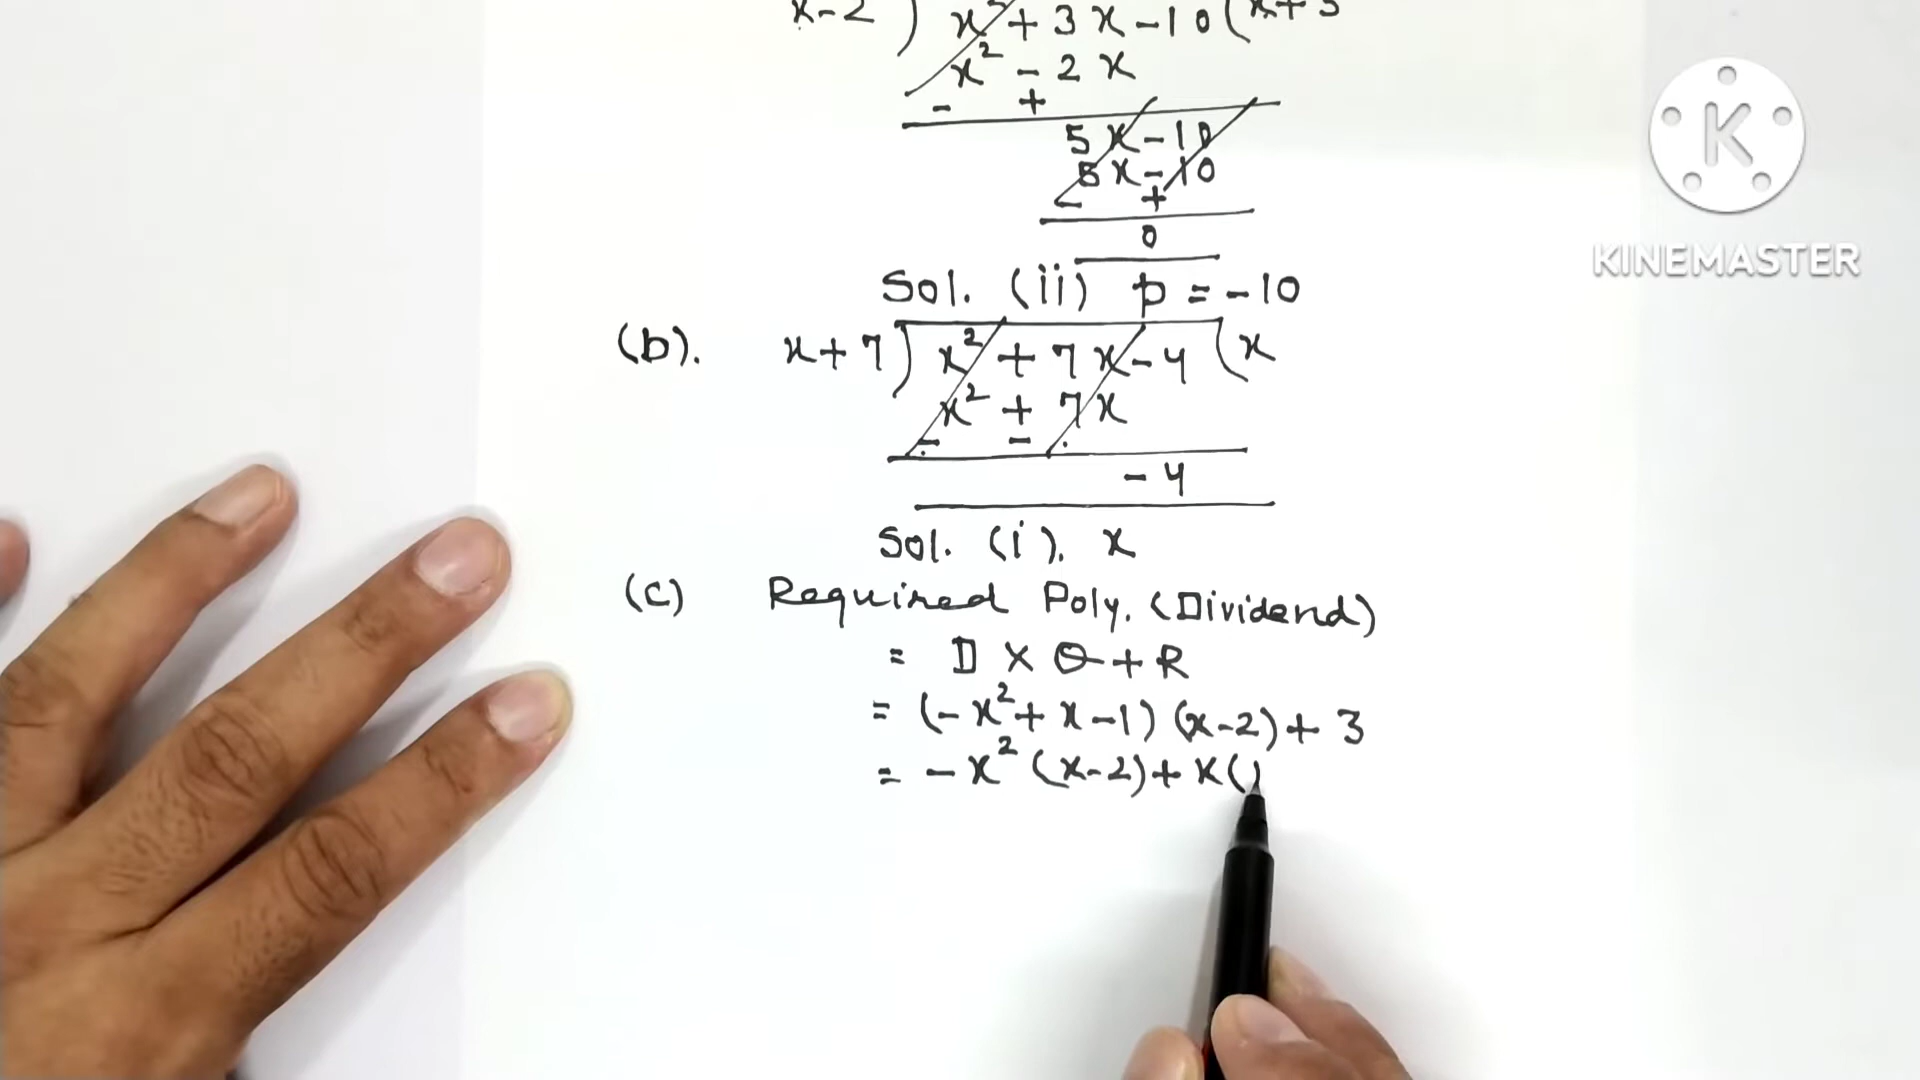 x-2) x²+3x-10(x+5
x²-2x
- +
5x-10
5x-10
- +
0
Sol. (ii) p=-10
(b). x+7) x²+7x-4(x
x²+7x
- -
-4
Sol. (i). x
(c) Required Poly. (Dividend)
= D×Q+R
= (-x²+x-1)(x-2)+3
= -x²(x-2)+x(
K
KINEMASTER